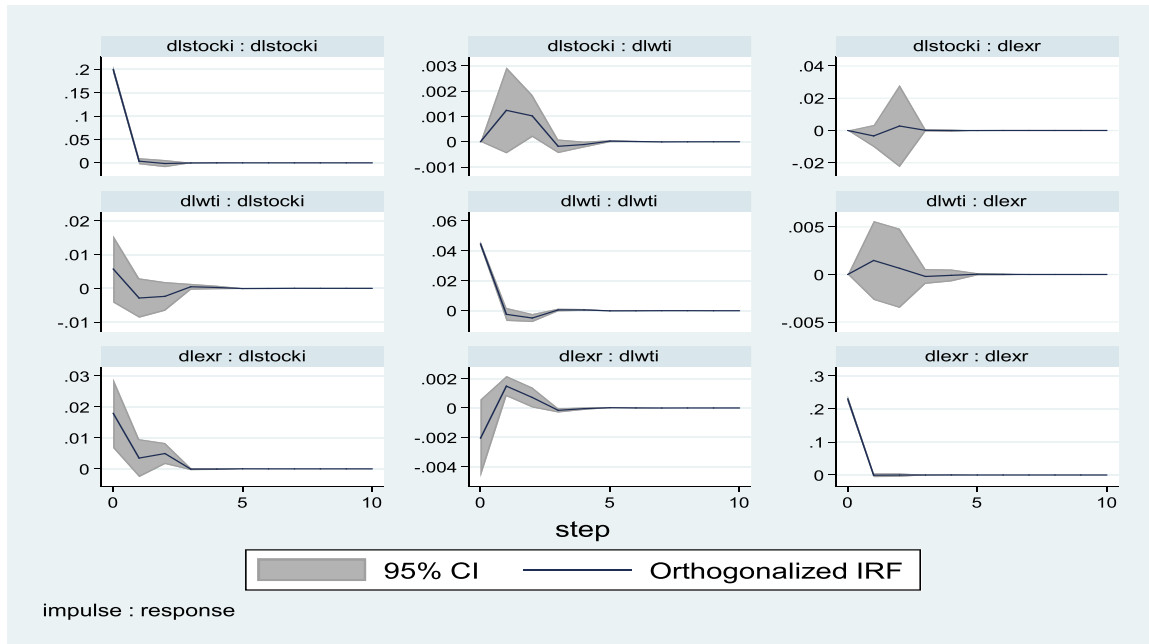 dlstocki : dlstocki
dlstocki : dlwti
dlstocki : dlexr
.2
.15
.1
.05
0
.003
.002
.001
0
-.001
.04
.02
0
-.02
dlwti : dlstocki
dlwti : dlwti
dlwti : dlexr
.02
.01
0
-.01
.06
.04
.02
0
.005
0
-.005
dlexr : dlstocki
dlexr : dlwti
dlexr : dlexr
.03
.02
.01
0
.002
0
-.002
-.004
.3
.2
.1
0
0 5 10
0 5 10
0 5 10
step
95% CI Orthogonalized IRF
impulse : response